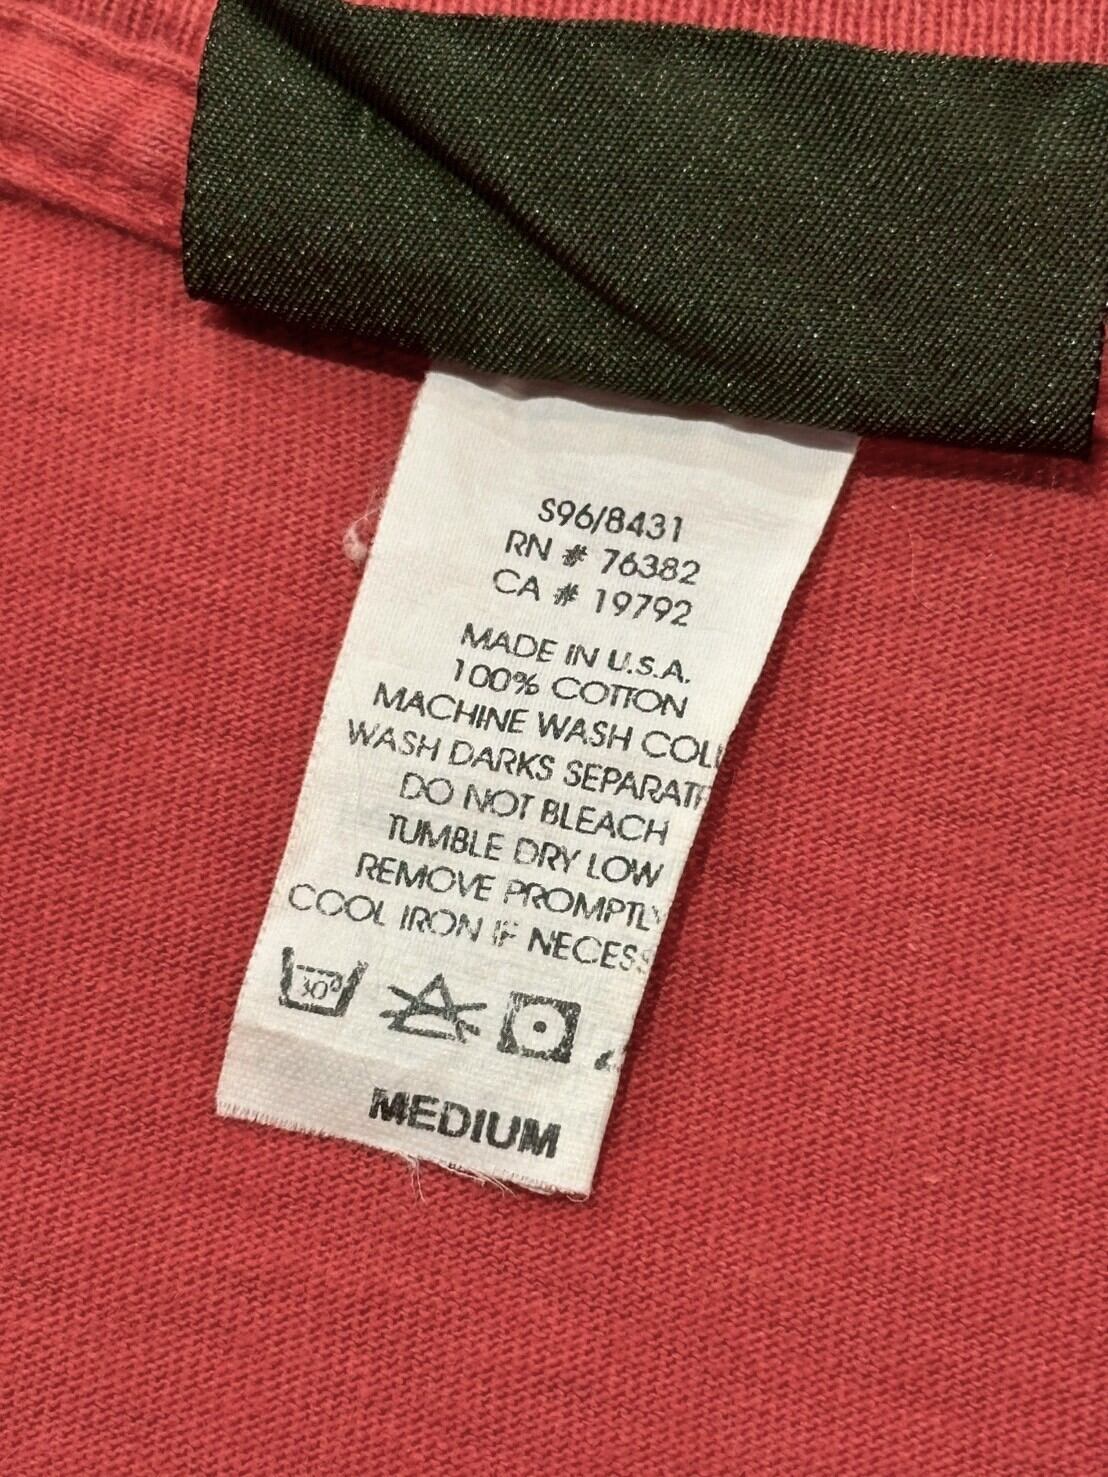 S96/8431
RN # 76382
CA # 19792
MADE IN U.S.A.
100% COTTON
MACHINE WASH COL
WASH DARKS SEPARAT
DO NOT BLEACH
TUMBLE DRY LOW
REMOVE PROMPTLY
COOL IRON IF NECESS
30°
MEDIUM